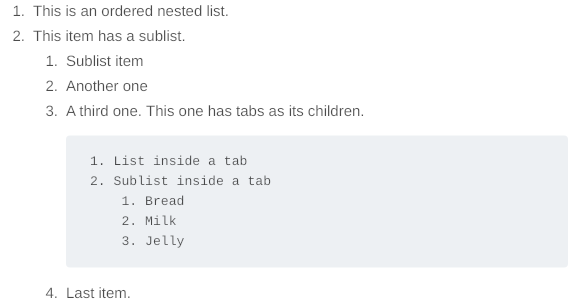 1. This is an ordered nested list.
2. This item has a sublist.
1. Sublist item
2. Another one
3. A third one. This one has tabs as its children.
1. List inside a tab
2. Sublist inside a tab
1. Bread
2. Milk
3. Jelly
4. Last item.